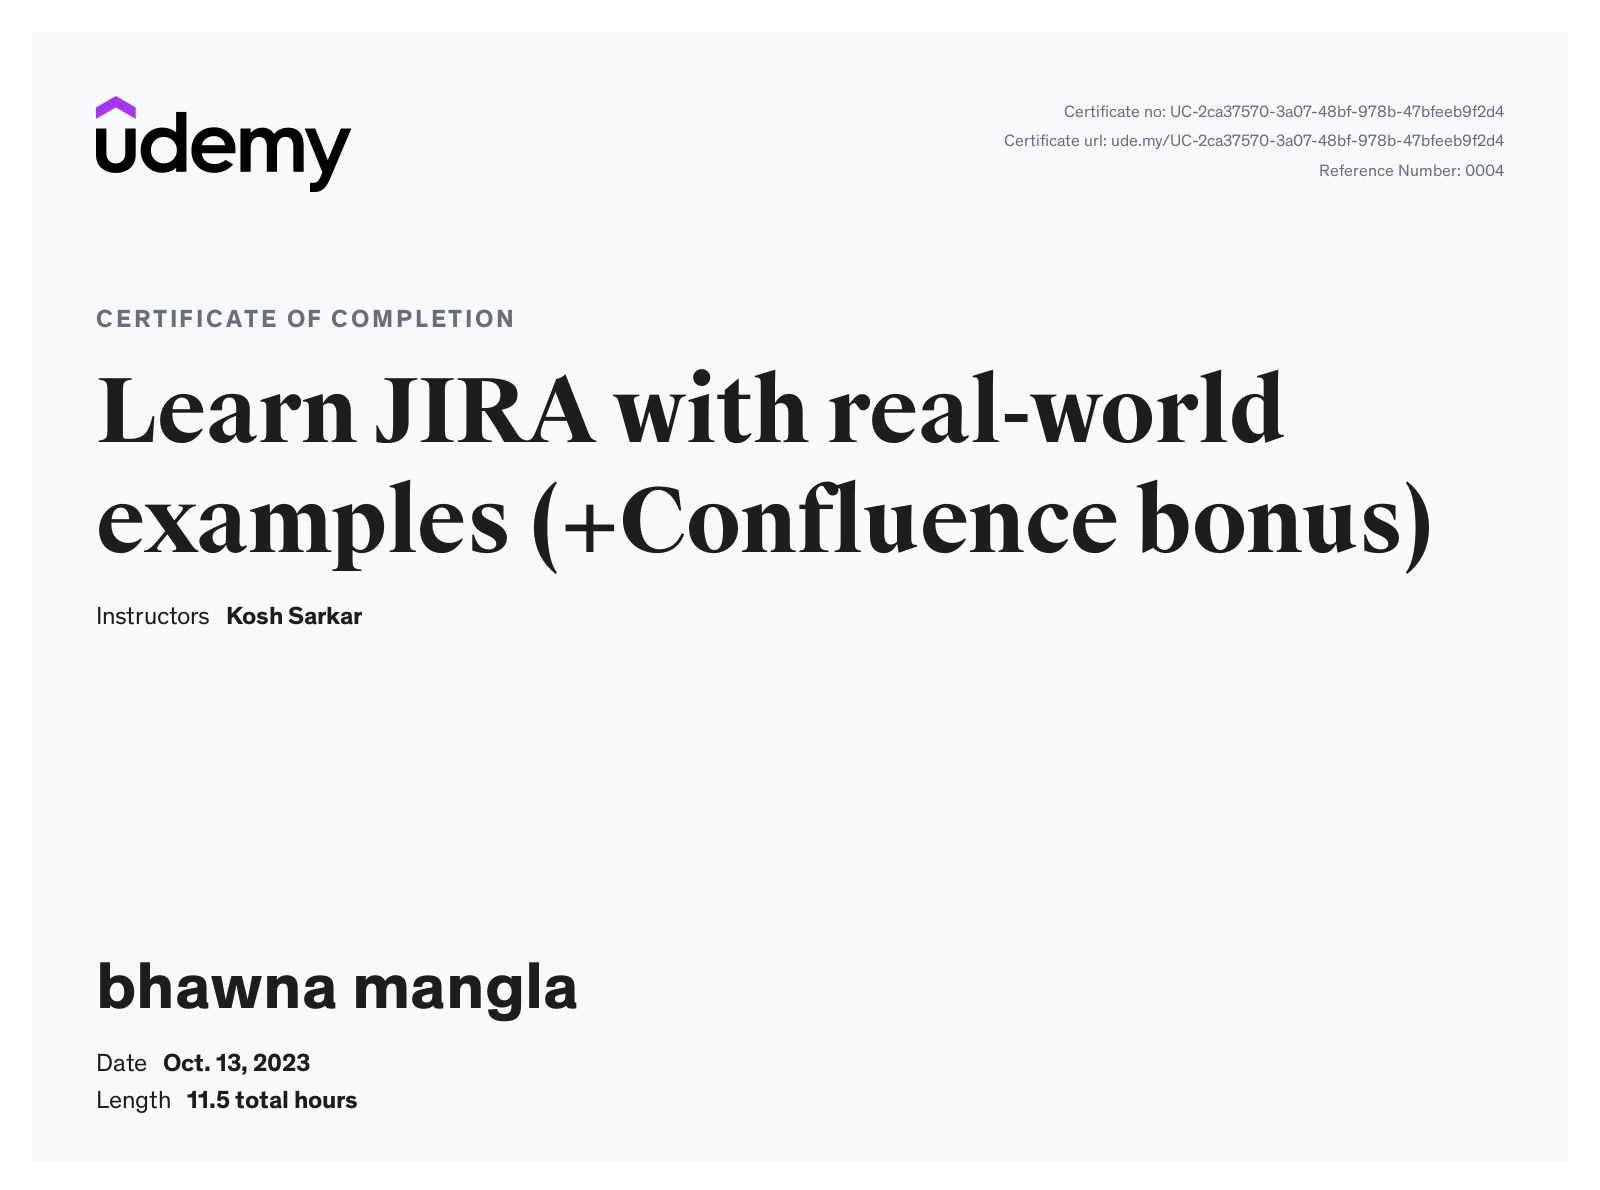 udemy
Certificate no: UC-2ca37570-3a07-48bf-978b-47bfeeb9f2d4
Certificate url: ude.my/UC-2ca37570-3a07-48bf-978b-47bfeeb9f2d4
Reference Number: 0004
CERTIFICATE OF COMPLETION
Learn JIRA with real-world
examples (+Confluence bonus)
Instructors Kosh Sarkar
bhawna mangla
Date Oct. 13, 2023
Length 11.5 total hours